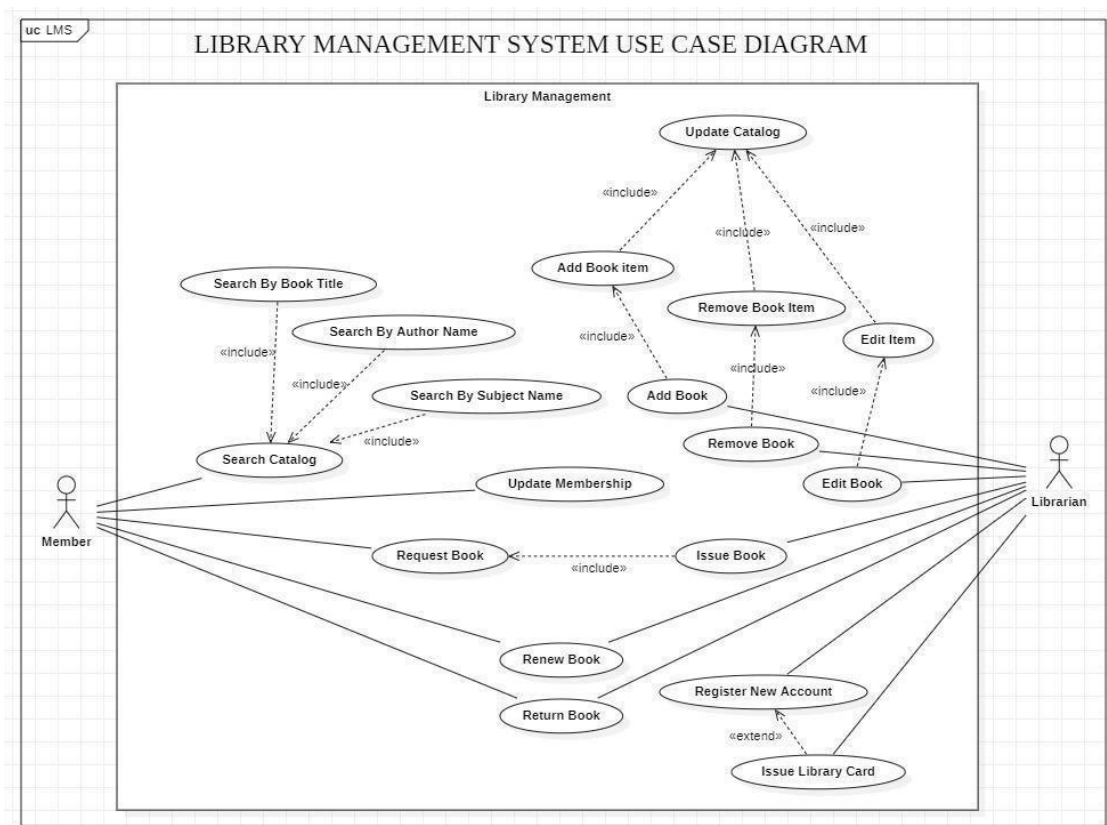 uc LMS
LIBRARY MANAGEMENT SYSTEM USE CASE DIAGRAM
Library Management
Update Catalog
«include»
«include»
«include»
Add Book item
Search By Book Title
Remove Book Item
Search By Author Name
«include»
Edit Item
«include»
«include»
«include»
Search By Subject Name
Add Book
«include»
«include»
Remove Book
Search Catalog
Update Membership
Edit Book
Librarian
Member
Request Book
Issue Book
«include»
Renew Book
Register New Account
Return Book
«extend»
Issue Library Card